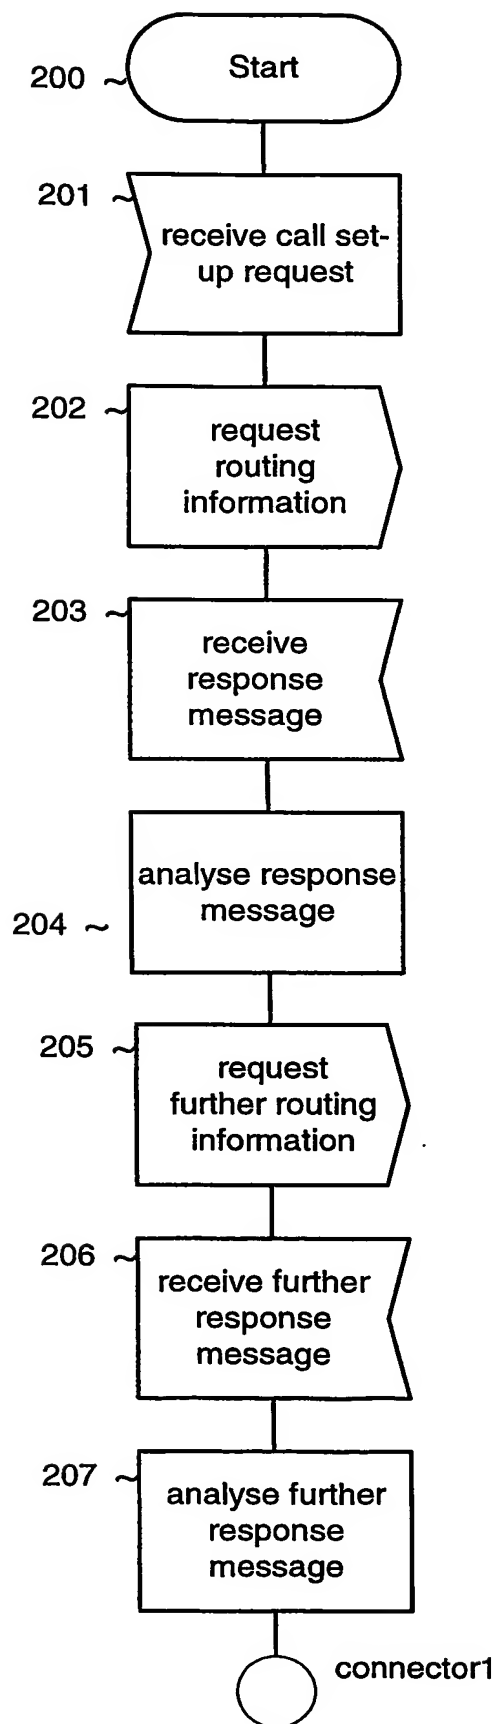 200 ~ Start
201 ~
receive call set-
up request
202 ~
request
routing
information
203 ~
receive
response
message
analyse response
message
204 ~
205 ~
request
further routing
information
206 ~
receive further
response
message
207 ~
analyse further
response
message
connector1